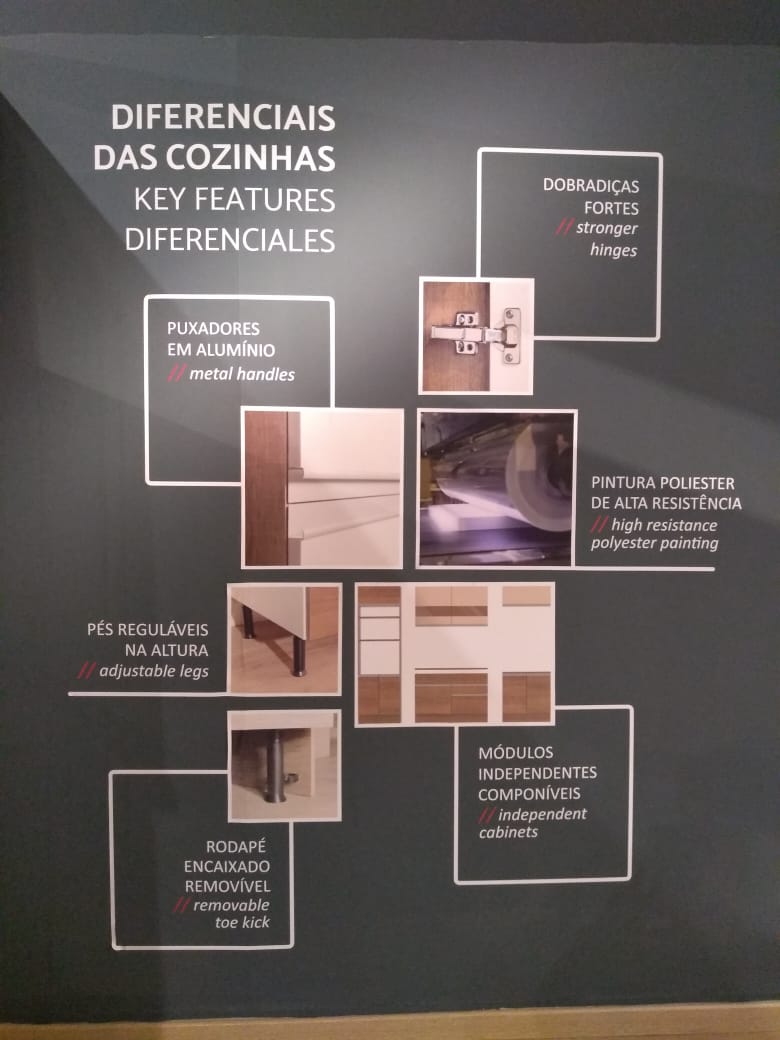 DIFERENCIAIS
DAS COZINHAS
KEY FEATURES
DIFERENCIALES
DOBRADIÇAS
FORTES
// stronger
hinges
PUXADORES
EM ALUMÍNIO
// metal handles
PINTURA POLIESTER
DE ALTA RESISTÊNCIA
// high resistance
polyester painting
PÉS REGULÁVEIS
NA ALTURA
// adjustable legs
MÓDULOS
INDEPENDENTES
COMPONÍVEIS
// independent
cabinets
RODAPÉ
ENCAIXADO
REMOVÍVEL
// removable
toe kick